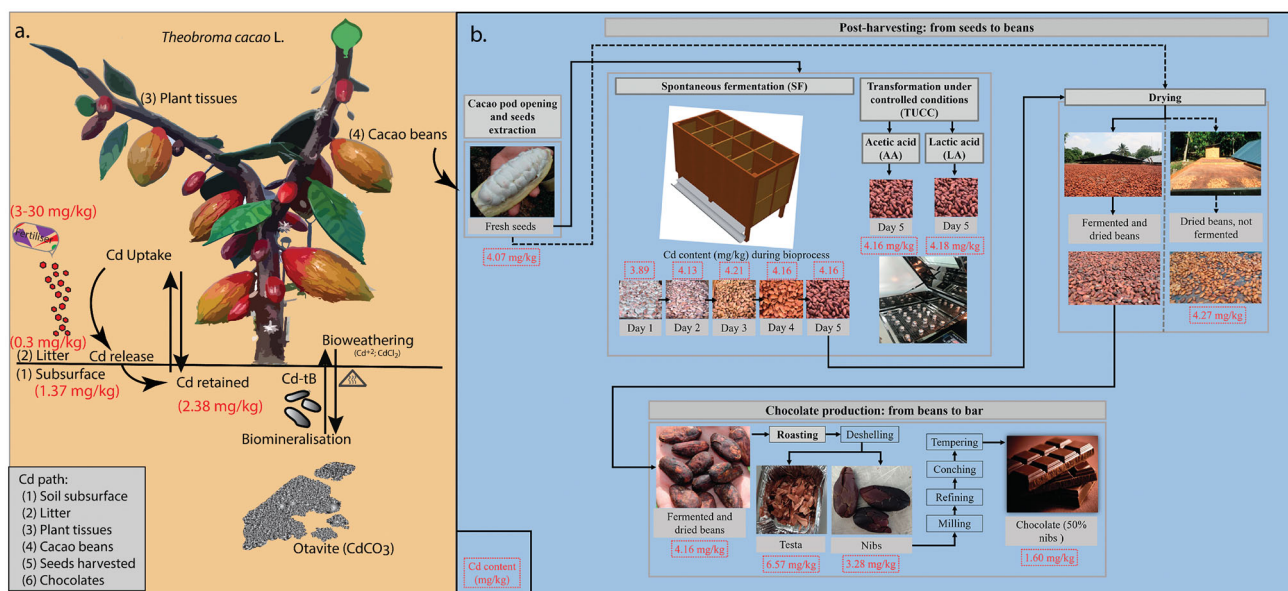 a.
Theobroma cacao L.
(3) Plant tissues
(4) Cacao beans
(3-30 mg/kg)
Fertiliser
Cd Uptake
(0.3 mg/kg)
(2) Litter
Cd release
(1) Subsurface
(1.37 mg/kg)
Cd retained
(2.38 mg/kg)
Bioweathering
(Cd+2; CdCl2)
Cd-tB
Biomineralisation
Otavite (CdCO3)
Cd path:
(1) Soil subsurface
(2) Litter
(3) Plant tissues
(4) Cacao beans
(5) Seeds harvested
(6) Chocolates
b.
Post-harvesting: from seeds to beans
Cacao pod opening
and seeds
extraction
Fresh seeds
4.07 mg/kg
Spontaneous fermentation (SF)
Cd content (mg/kg) during bioprocess
3.89
4.13
4.21
4.16
4.16
Day 1
Day 2
Day 3
Day 4
Day 5
Transformation under
controlled conditions
(TUCC)
Acetic acid
(AA)
Lactic acid
(LA)
Day 5
Day 5
4.16 mg/kg
4.18 mg/kg
Drying
Fermented and
dried beans
Dried beans, not
fermented
4.27 mg/kg
Chocolate production: from beans to bar
Fermented and
dried beans
4.16 mg/kg
Roasting
Deshelling
Testa
6.57 mg/kg
Nibs
3.28 mg/kg
Tempering
Conching
Refining
Milling
Chocolate (50%
nibs )
1.60 mg/kg
Cd content
(mg/kg)